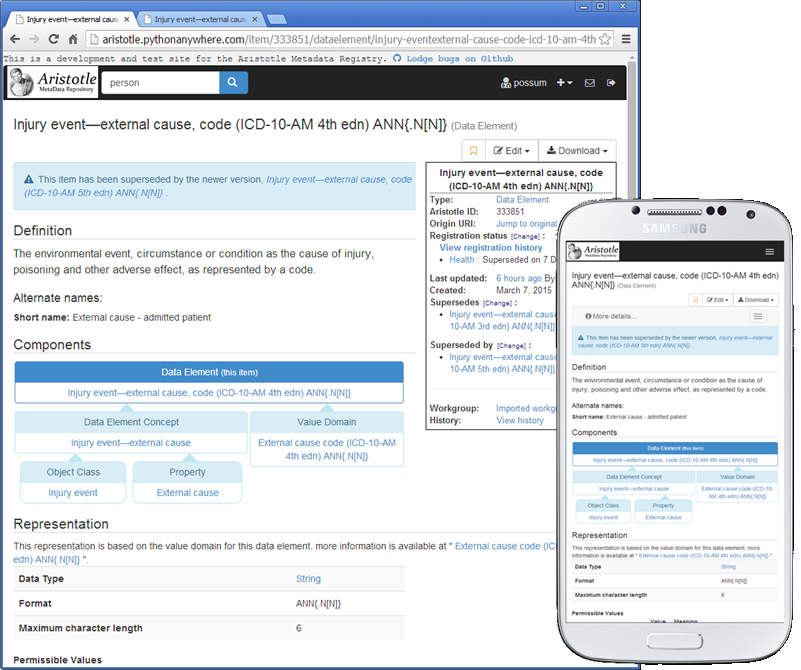 Injury event—external cause
Injury event—external cause
aristotle.pythonanywhere.com/item/333851/dataelement/injury-eventexternal-cause-code-icd-10-am-4th
This is a development and test site for the Aristotle Metadata Registry. Lodge bugs on Github
Aristotle
MetaData Repository
person
possum
Injury event—external cause, code (ICD-10-AM 4th edn) ANN{.N[N]} (Data Element)
Edit
Download
This item has been superseded by the newer version, Injury event—external cause, code
(ICD-10-AM 5th edn) ANN{.N[N]} .
Definition
The environmental event, circumstance or condition as the cause of injury,
poisoning and other adverse effect, as represented by a code.
Alternate names:
Short name: External cause - admitted patient
Components
Data Element (this item)
Injury event—external cause, code (ICD-10-AM 4th edn) ANN{.N[N]}
Data Element Concept
Value Domain
Injury event—external cause
External cause code (ICD-10-AM
4th edn) ANN{.N[N]}
Object Class
Property
Injury event
External cause
Representation
This representation is based on the value domain for this data element, more information is available at " External cause code (IC
edn) ANN{.N[N]} ".
Data Type String
Format ANN{.N[N]}
Maximum character length 6
Permissible Values
Injury event—external cause, code
(ICD-10-AM 4th edn) ANN{.N[N]}
Type: Data Element
Aristotle ID: 333851
Origin URI: Jump to original
Registration status [Change] :
View registration history
Health : Superseded on 7 D
Last updated: 6 hours ago By
Created: March 7, 2015
Supersedes [Change] :
Injury event—external cause
10-AM 3rd edn) ANN{.N[N]}
Superseded by [Change] :
Injury event—external cause
10-AM 5th edn) ANN{.N[N]}
Workgroup: Imported workg
History: View history
SAMSUNG
Aristotle
MetaData Repository
Injury event—external cause, code (ICD-10-AM 4th edn)
ANN{.N[N]} (Data Element)
Edit
Download
More details...
This item has been superseded by the newer version, Injury event—external
cause, code (ICD-10-AM 5th edn) ANN{.N[N]} .
Definition
The environmental event, circumstance or condition as the cause of
injury, poisoning and other adverse effect, as represented by a code.
Alternate names:
Short name: External cause - admitted patient
Components
Data Element (this item)
Injury event—external cause, code (ICD-10-AM 4th edn) ANN{.N[N]}
Data Element Concept
Value Domain
Injury event—external cause
External cause code (ICD-10-
AM 4th edn) ANN{.N[N]}
Object Class
Property
Injury event
External cause
Representation
This representation is based on the value domain for this data element, more
information is available at " External cause code (ICD-10-AM 4th edn) ANN{.N[N]} ".
Data Type String
Format ANN{.N[N]}
Maximum character length 6
Permissible Values
Value Meaning